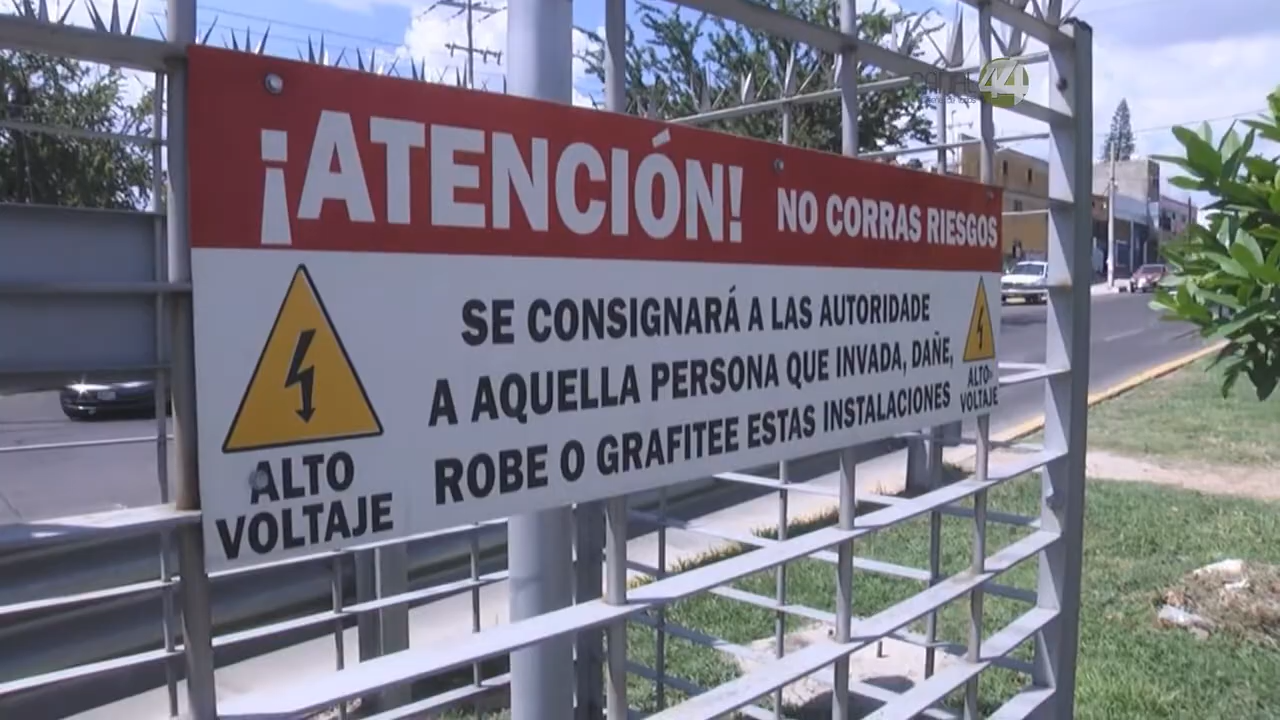 ¡ATENCIÓN! NO CORRAS RIESGOS
SE CONSIGNARÁ A LAS AUTORIDADE
A AQUELLA PERSONA QUE INVADA, DAÑE,
ROBE O GRAFITEE ESTAS INSTALACIONES
ALTO
VOLTAJE
ALTO
VOLTAJE
44